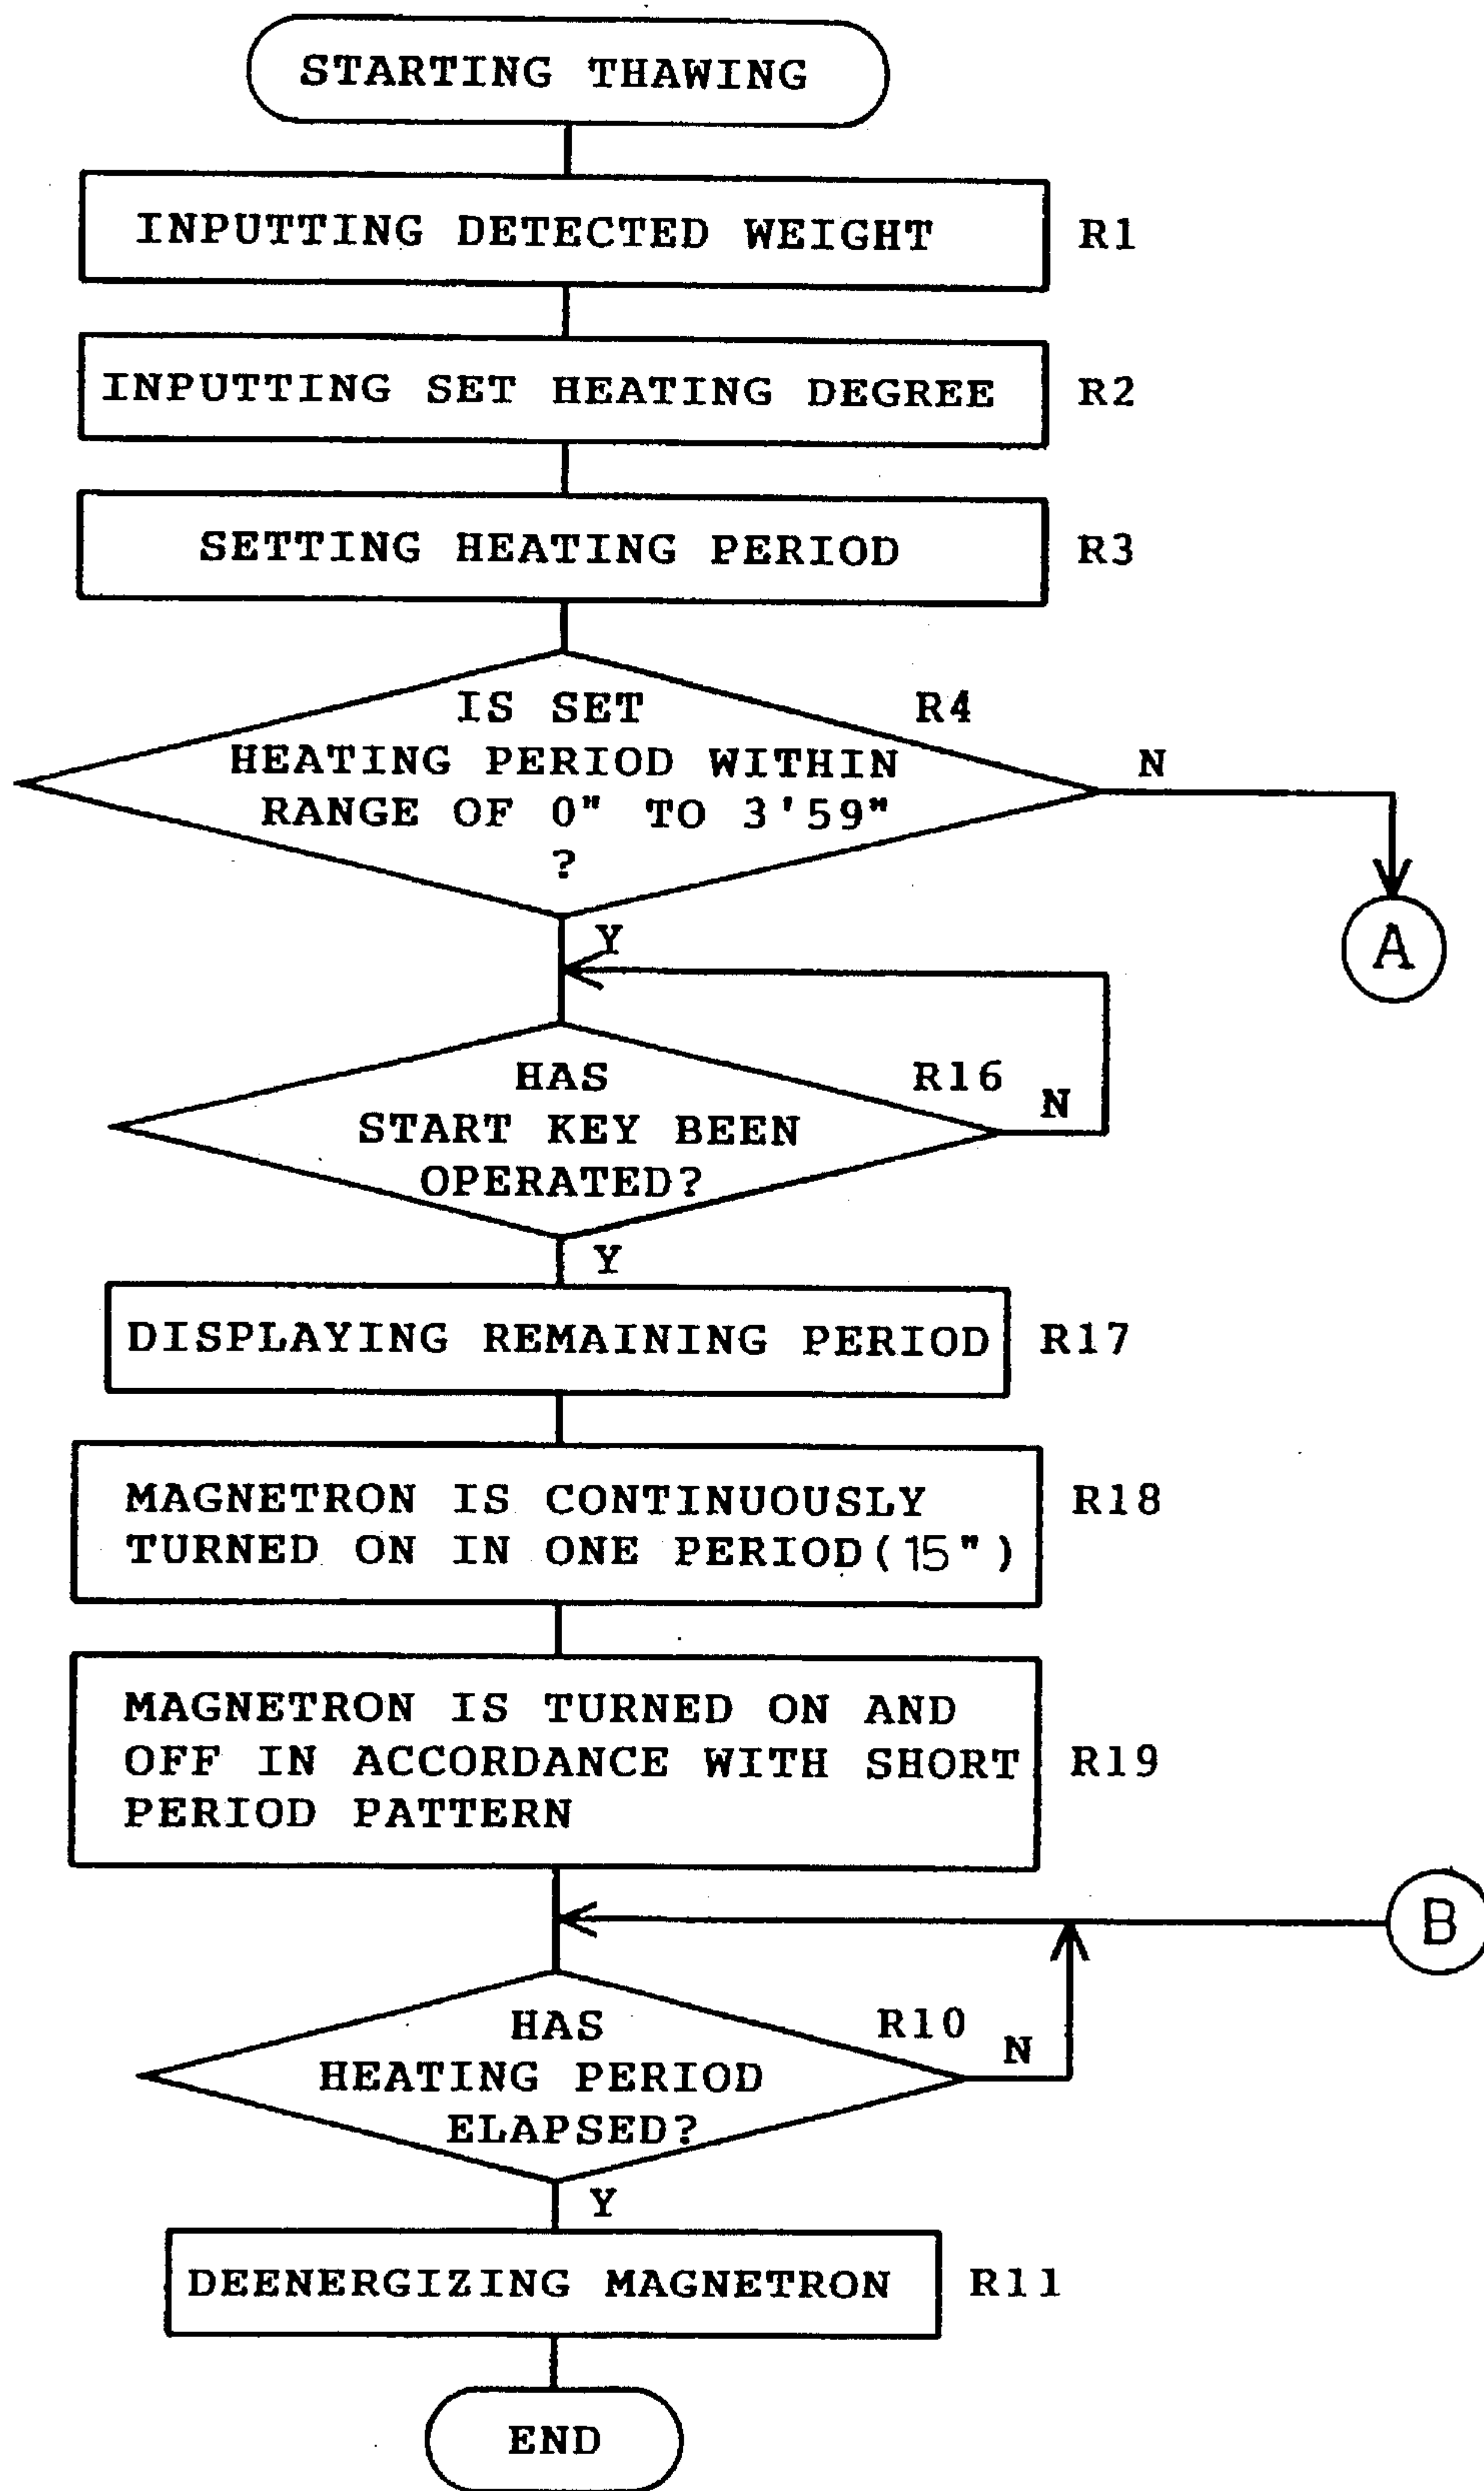 STARTING THAWING
INPUTTING DETECTED WEIGHT R1
INPUTTING SET HEATING DEGREE R2
SETTING HEATING PERIOD R3
IS SET R4
HEATING PERIOD WITHIN N
RANGE OF 0" TO 3'59"
?
Y
A
HAS R16
N
START KEY BEEN
OPERATED?
Y
DISPLAYING REMAINING PERIOD R17
MAGNETRON IS CONTINUOUSLY R18
TURNED ON IN ONE PERIOD(15")
MAGNETRON IS TURNED ON AND
OFF IN ACCORDANCE WITH SHORT R19
PERIOD PATTERN
B
HAS R10
N
HEATING PERIOD
ELAPSED?
Y
DEENERGIZING MAGNETRON R11
END